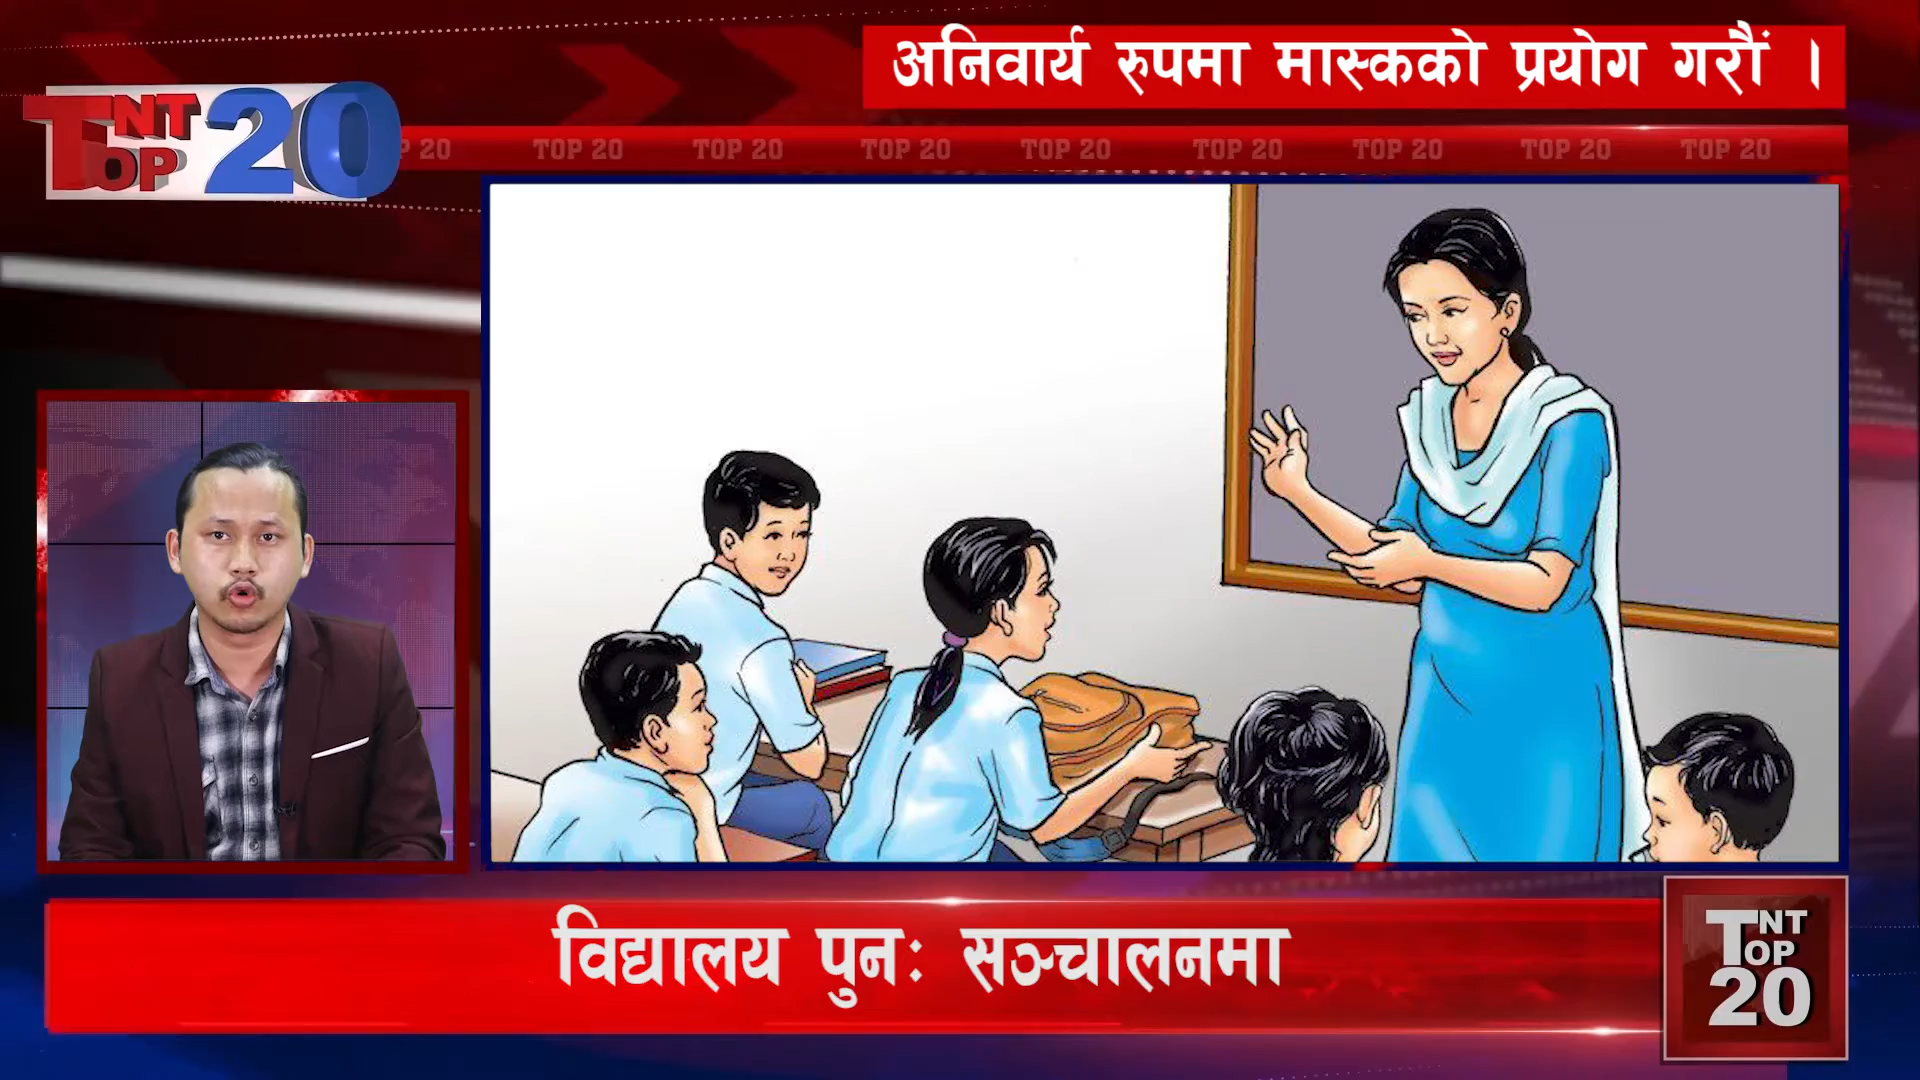 अनिवार्य रुपमा मास्कको प्रयोग गरौं ।
TNT TOP 20
P 20 TOP 20 TOP 20 TOP 20 TOP 20 TOP 20 TOP 20 TOP 20 TOP 20
विद्यालय पुनः सञ्चालनमा
TNT
TOP
20